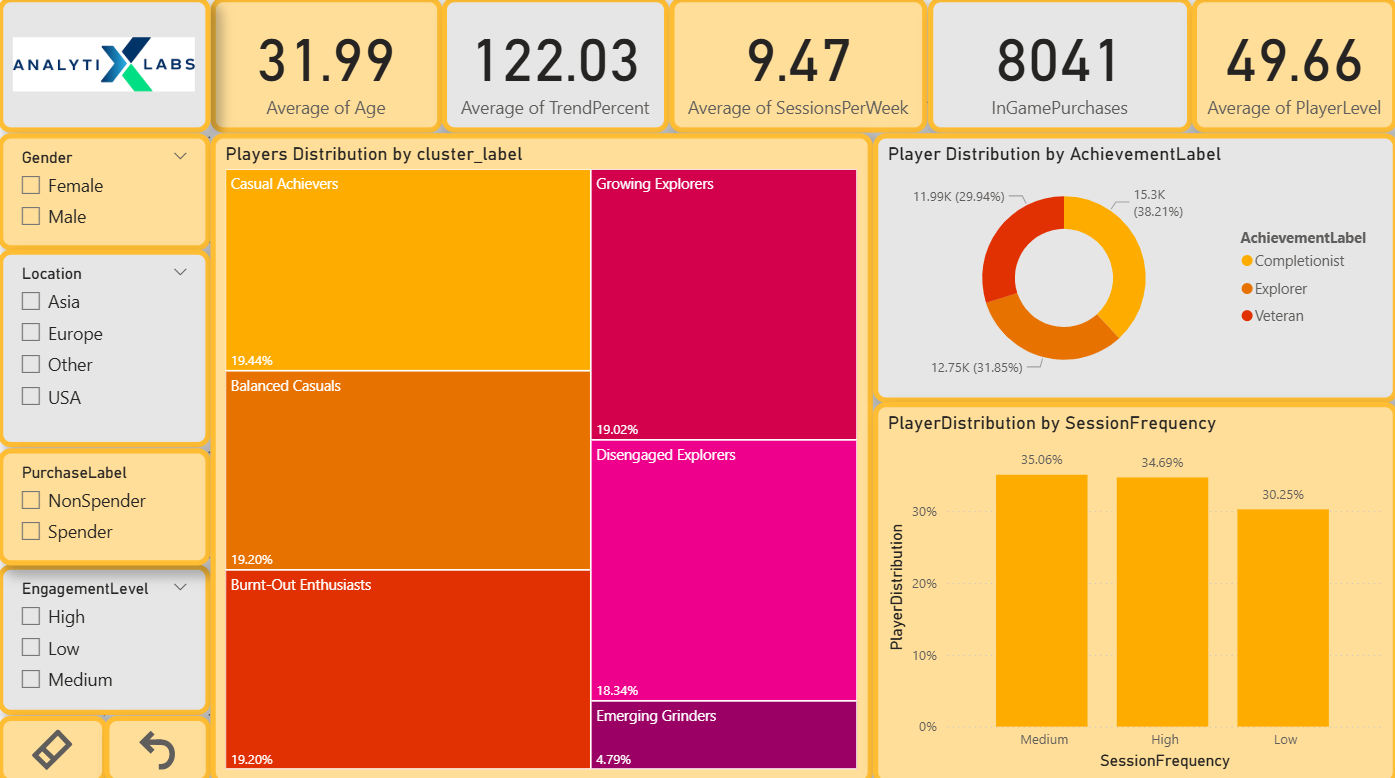 ANALYTIX LABS
31.99
Average of Age
122.03
Average of TrendPercent
9.47
Average of SessionsPerWeek
8041
InGamePurchases
49.66
Average of PlayerLevel
Gender
Female
Male
Location
Asia
Europe
Other
USA
PurchaseLabel
NonSpender
Spender
EngagementLevel
High
Low
Medium
Players Distribution by cluster_label
Casual Achievers
19.44%
Balanced Casuals
19.20%
Burnt-Out Enthusiasts
19.20%
Growing Explorers
19.02%
Disengaged Explorers
18.34%
Emerging Grinders
4.79%
Player Distribution by AchievementLabel
11.99K (29.94%)
15.3K
(38.21%)
12.75K (31.85%)
AchievementLabel
Completionist
Explorer
Veteran
PlayerDistribution by SessionFrequency
PlayerDistribution
30%
20%
10%
0%
35.06%
34.69%
30.25%
Medium
High
Low
SessionFrequency